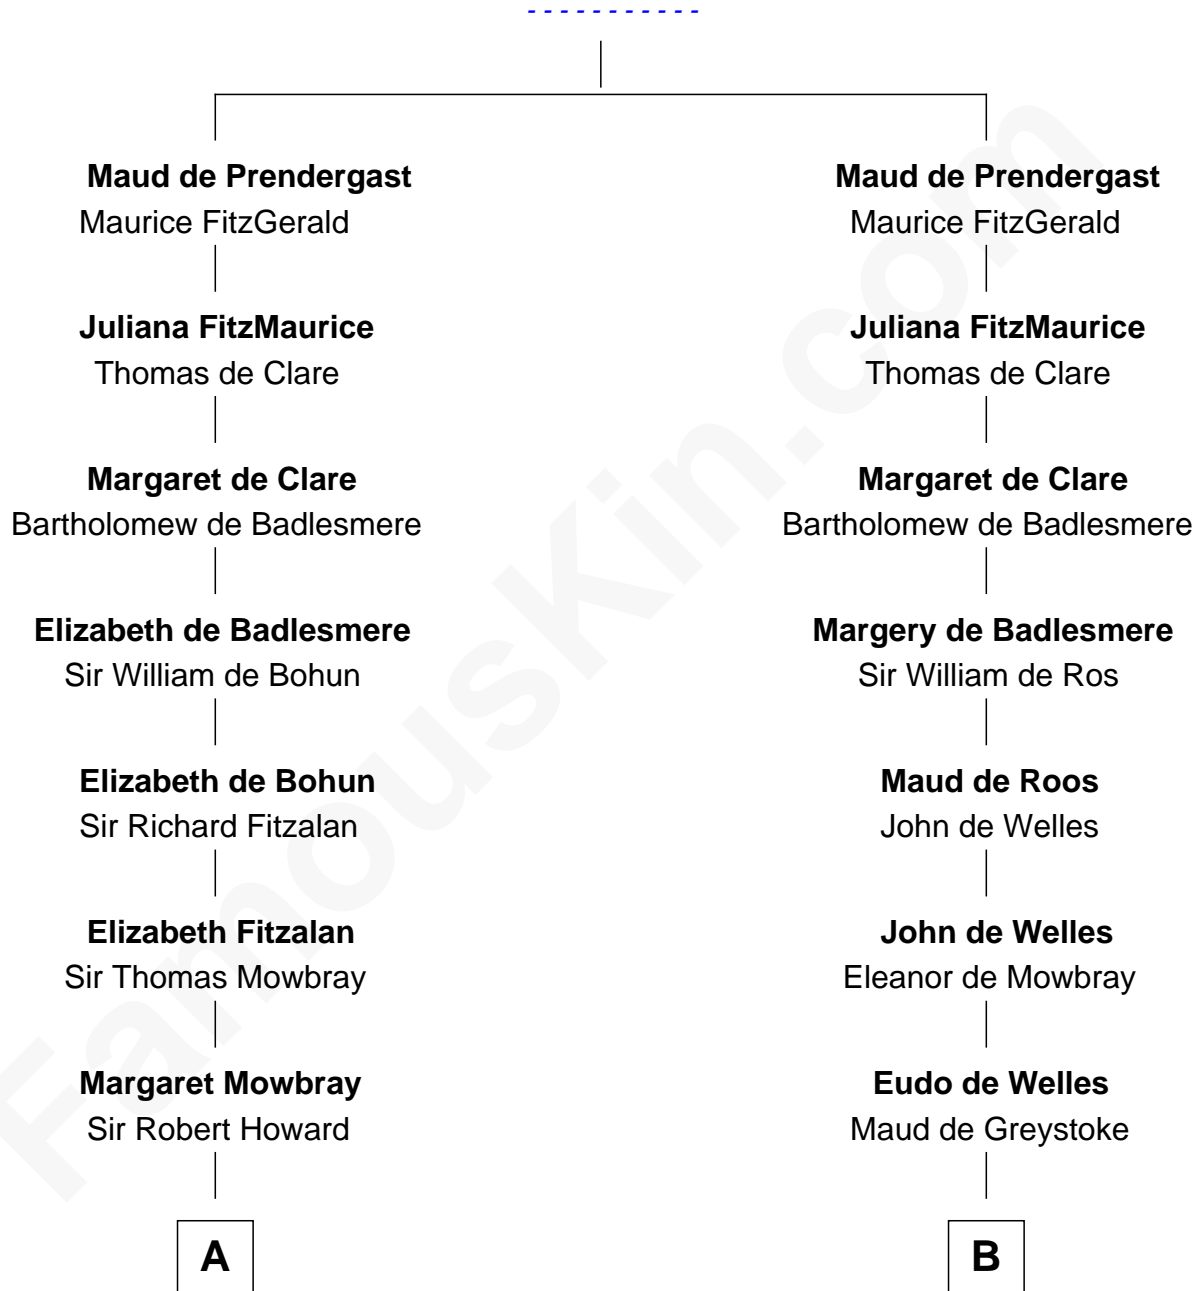 - - - - - - - - - - -
Maud de Prendergast
Maurice FitzGerald
Maud de Prendergast
Maurice FitzGerald
Juliana FitzMaurice
Thomas de Clare
Juliana FitzMaurice
Thomas de Clare
Margaret de Clare
Bartholomew de Badlesmere
Margaret de Clare
Bartholomew de Badlesmere
Elizabeth de Badlesmere
Sir William de Bohun
Margery de Badlesmere
Sir William de Ros
Elizabeth de Bohun
Sir Richard Fitzalan
Maud de Roos
John de Welles
Elizabeth Fitzalan
Sir Thomas Mowbray
John de Welles
Eleanor de Mowbray
Margaret Mowbray
Sir Robert Howard
Eudo de Welles
Maud de Greystoke
A
B
FamousKin.com